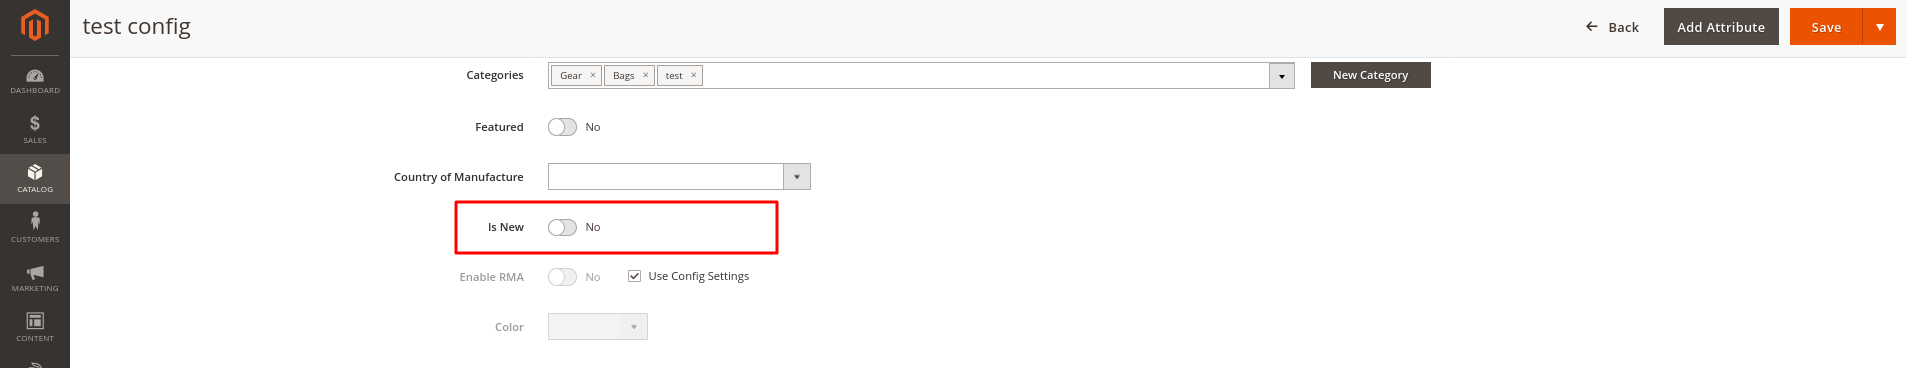 test config
Back
Add Attribute
Save
DASHBOARD
SALES
CATALOG
CUSTOMERS
MARKETING
CONTENT
Categories
Gear × Bags × test ×
New Category
Featured
No
Country of Manufacture
Is New
No
Enable RMA
No
Use Config Settings
Color